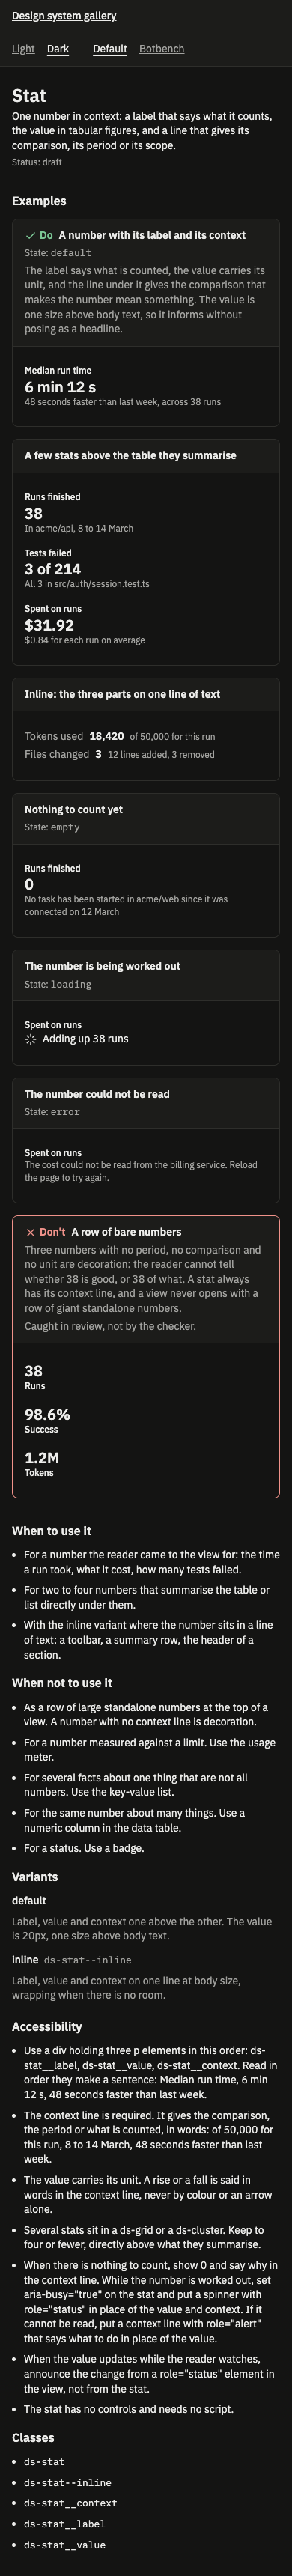 Design system gallery
Light Dark Default Botbench
Stat
One number in context: a label that says what it counts,
the value in tabular figures, and a line that gives its
comparison, its period or its scope.
Status: draft
Examples
Do A number with its label and its context
State: default
The label says what is counted, the value carries its
unit, and the line under it gives the comparison that
makes the number mean something. The value is
one size above body text, so it informs without
posing as a headline.
Median run time
6 min 12 s
48 seconds faster than last week, across 38 runs
A few stats above the table they summarise
Runs finished
38
In acme/api, 8 to 14 March
Tests failed
3 of 214
All 3 in src/auth/session.test.ts
Spent on runs
$31.92
$0.84 for each run on average
Inline: the three parts on one line of text
Tokens used 18,420 of 50,000 for this run
Files changed 3 12 lines added, 3 removed
Nothing to count yet
State: empty
Runs finished
0
No task has been started in acme/web since it was
connected on 12 March
The number is being worked out
State: loading
Spent on runs
Adding up 38 runs
The number could not be read
State: error
Spent on runs
The cost could not be read from the billing service. Reload
the page to try again.
Don't A row of bare numbers
Three numbers with no period, no comparison and
no unit are decoration: the reader cannot tell
whether 38 is good, or 38 of what. A stat always
has its context line, and a view never opens with a
row of giant standalone numbers.
Caught in review, not by the checker.
38
Runs
98.6%
Success
1.2M
Tokens
When to use it
• For a number the reader came to the view for: the time
a run took, what it cost, how many tests failed.
• For two to four numbers that summarise the table or
list directly under them.
• With the inline variant where the number sits in a line
of text: a toolbar, a summary row, the header of a
section.
When not to use it
• As a row of large standalone numbers at the top of a
view. A number with no context line is decoration.
• For a number measured against a limit. Use the usage
meter.
• For several facts about one thing that are not all
numbers. Use the key-value list.
• For the same number about many things. Use a
numeric column in the data table.
• For a status. Use a badge.
Variants
default
Label, value and context one above the other. The value
is 20px, one size above body text.
inline ds-stat--inline
Label, value and context on one line at body size,
wrapping when there is no room.
Accessibility
• Use a div holding three p elements in this order: ds-
stat__label, ds-stat__value, ds-stat__context. Read in
order they make a sentence: Median run time, 6 min
12 s, 48 seconds faster than last week.
• The context line is required. It gives the comparison,
the period or what is counted, in words: of 50,000 for
this run, 8 to 14 March, 48 seconds faster than last
week.
• The value carries its unit. A rise or a fall is said in
words in the context line, never by colour or an arrow
alone.
• Several stats sit in a ds-grid or a ds-cluster. Keep to
four or fewer, directly above what they summarise.
• When there is nothing to count, show 0 and say why in
the context line. While the number is worked out, set
aria-busy="true" on the stat and put a spinner with
role="status" in place of the value and context. If it
cannot be read, put a context line with role="alert"
that says what to do in place of the value.
• When the value updates while the reader watches,
announce the change from a role="status" element in
the view, not from the stat.
• The stat has no controls and needs no script.
Classes
• ds-stat
• ds-stat--inline
• ds-stat__context
• ds-stat__label
• ds-stat__value